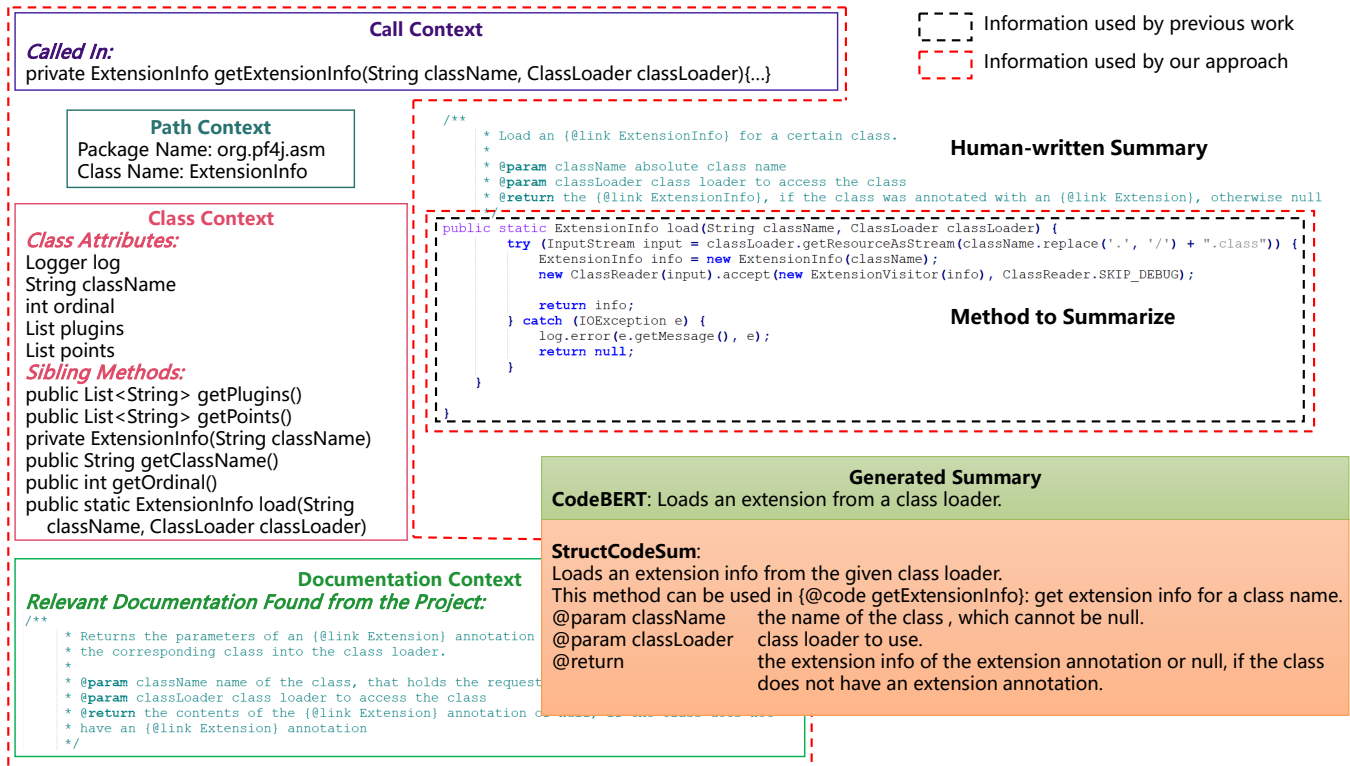 Call Context
Called In:
private ExtensionInfo getExtensionInfo(String className, ClassLoader classLoader){...}
Information used by previous work
Information used by our approach
Path Context
Package Name: org.pf4j.asm
Class Name: ExtensionInfo
Class Context
Class Attributes:
Logger log
String className
int ordinal
List plugins
List points
Sibling Methods:
public List<String> getPlugins()
public List<String> getPoints()
private ExtensionInfo(String className)
public String getClassName()
public int getOrdinal()
public static ExtensionInfo load(String
className, ClassLoader classLoader)
/**
* Load an {@link ExtensionInfo} for a certain class.
*
* @param className absolute class name
* @param classLoader class loader to access the class
* @return the {@link ExtensionInfo}, if the class was annotated with an {@link Extension}, otherwise null
*/
Human-written Summary
public static ExtensionInfo load(String className, ClassLoader classLoader) {
try (InputStream input = classLoader.getResourceAsStream(className.replace('.', '/') + ".class")) {
ExtensionInfo info = new ExtensionInfo(className);
new ClassReader(input).accept(new ExtensionVisitor(info), ClassReader.SKIP_DEBUG);
return info;
} catch (IOException e) {
log.error(e.getMessage(), e);
return null;
}
}
}
Method to Summarize
Generated Summary
CodeBERT: Loads an extension from a class loader.
StructCodeSum:
Loads an extension info from the given class loader.
This method can be used in {@code getExtensionInfo}: get extension info for a class name.
@param className the name of the class , which cannot be null.
@param classLoader class loader to use.
@return the extension info of the extension annotation or null, if the class
does not have an extension annotation.
Documentation Context
Relevant Documentation Found from the Project:
/**
* Returns the parameters of an {@link Extension} annotation
* the corresponding class into the class loader.
*
* @param className name of the class, that holds the request
* @param classLoader class loader to access the class
* @return the contents of the {@link Extension} annotation
* have an {@link Extension} annotation
*/